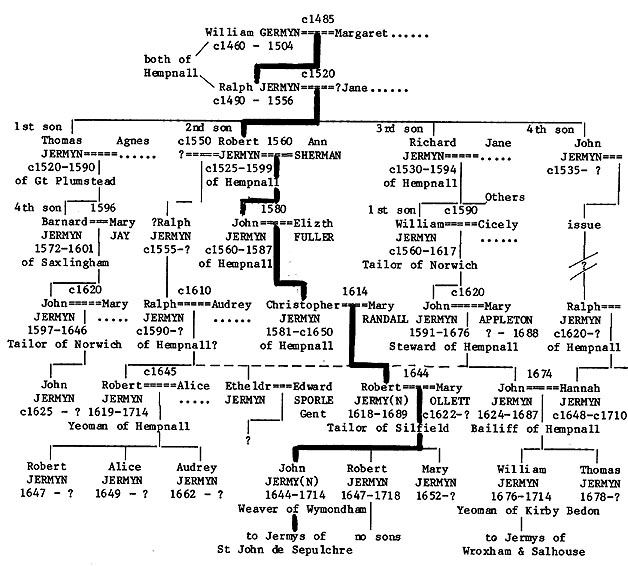 c1485
William GERMYN=====Margaret......
both of c1460 - 1504
Hempnall c1520
Ralph JERMYN=====?Jane......
c1490 - 1556
1st son c1550 2nd son 1560 3rd son 4th son
Thomas Agnes Robert Ann Richard Jane John
JERMYN=====...... ?=====JERMYN=====SHERMAN JERMYN=====..... JERMYN===
c1520-1590 c1525-1599 c1530-1594 c1535- ?
of Gt Plumstead of Hempnall of Hempnall
Others
4th son 1596 1580 1st son c1590
Barnard===Mary ?Ralph John=====Elizth William=====Cicely issue
JERMYN JAY JERMYN JERMYN FULLER JERMYN ......
1572-1601 c1555-? c1560-1587 c1560-1617 ?
of Saxlingham of Hempnall Tailor of Norwich
c1620 c1610 1614 c1620
John=====Mary Ralph=====Audrey Christopher=====Mary John=====Mary Ralph===
JERMYN ..... JERMYN ...... JERMYN RANDALL JERMYN APPLETON JERMYN
1597-1646 c1590-? 1581-c1650 1591-1676 ? - 1688 c1620-?
Tailor of Norwich of Hempnall? of Hempnall Steward of Hempnall of Hempnall
c1645 1644 1674
John Robert=====Alice Etheldr===Edward Robert=====Mary John=====Hannah
JERMYN JERMYN ..... JERMYN SPORLE JERMY(N) OLLETT JERMYN JERMYN
c1625 - ? 1619-1714 Gent 1618-1689 c1622-? 1624-1687 c1648-c1710
Yeoman of Hempnall ? Tailor of Silfield Bailiff of Hempnall
Robert Alice Audrey John Robert Mary William Thomas
JERMYN JERMYN JERMYN JERMY(N) JERMYN JERMYN JERMYN JERMYN
1647 - ? 1649 - ? 1662 - ? 1644-1714 1647-1718 1652-? 1676-1714 1678-?
Weaver of Wymondham Yeoman of Kirby Bedon
to Jermys of no sons to Jermys of
St John de Sepulchre Wroxham & Salhouse